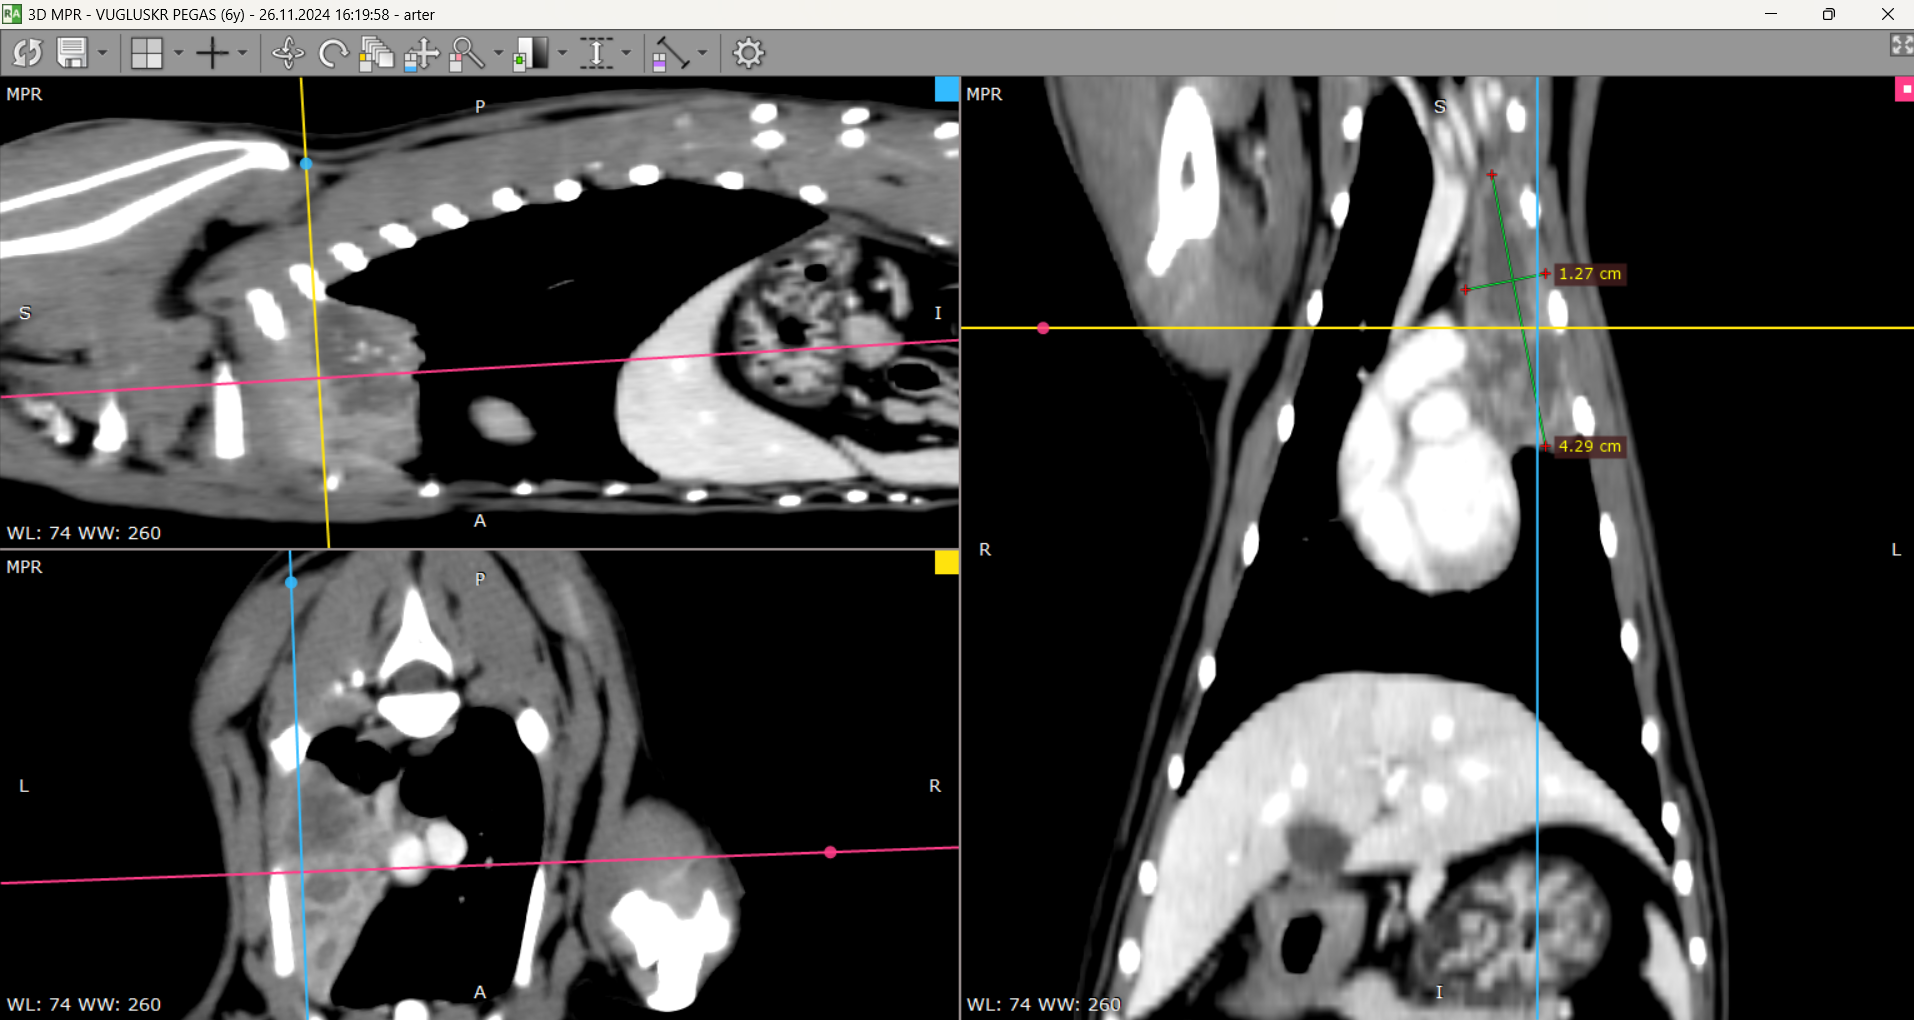 3D MPR - VUGLUSKR PEGAS (6y) - 26.11.2024 16:19:58 - arter
MPR
P
S
I
A
WL: 74 WW: 260
MPR
P
L
R
A
WL: 74 WW: 260
MPR
S
1.27 cm
4.29 cm
R
L
I
WL: 74 WW: 260